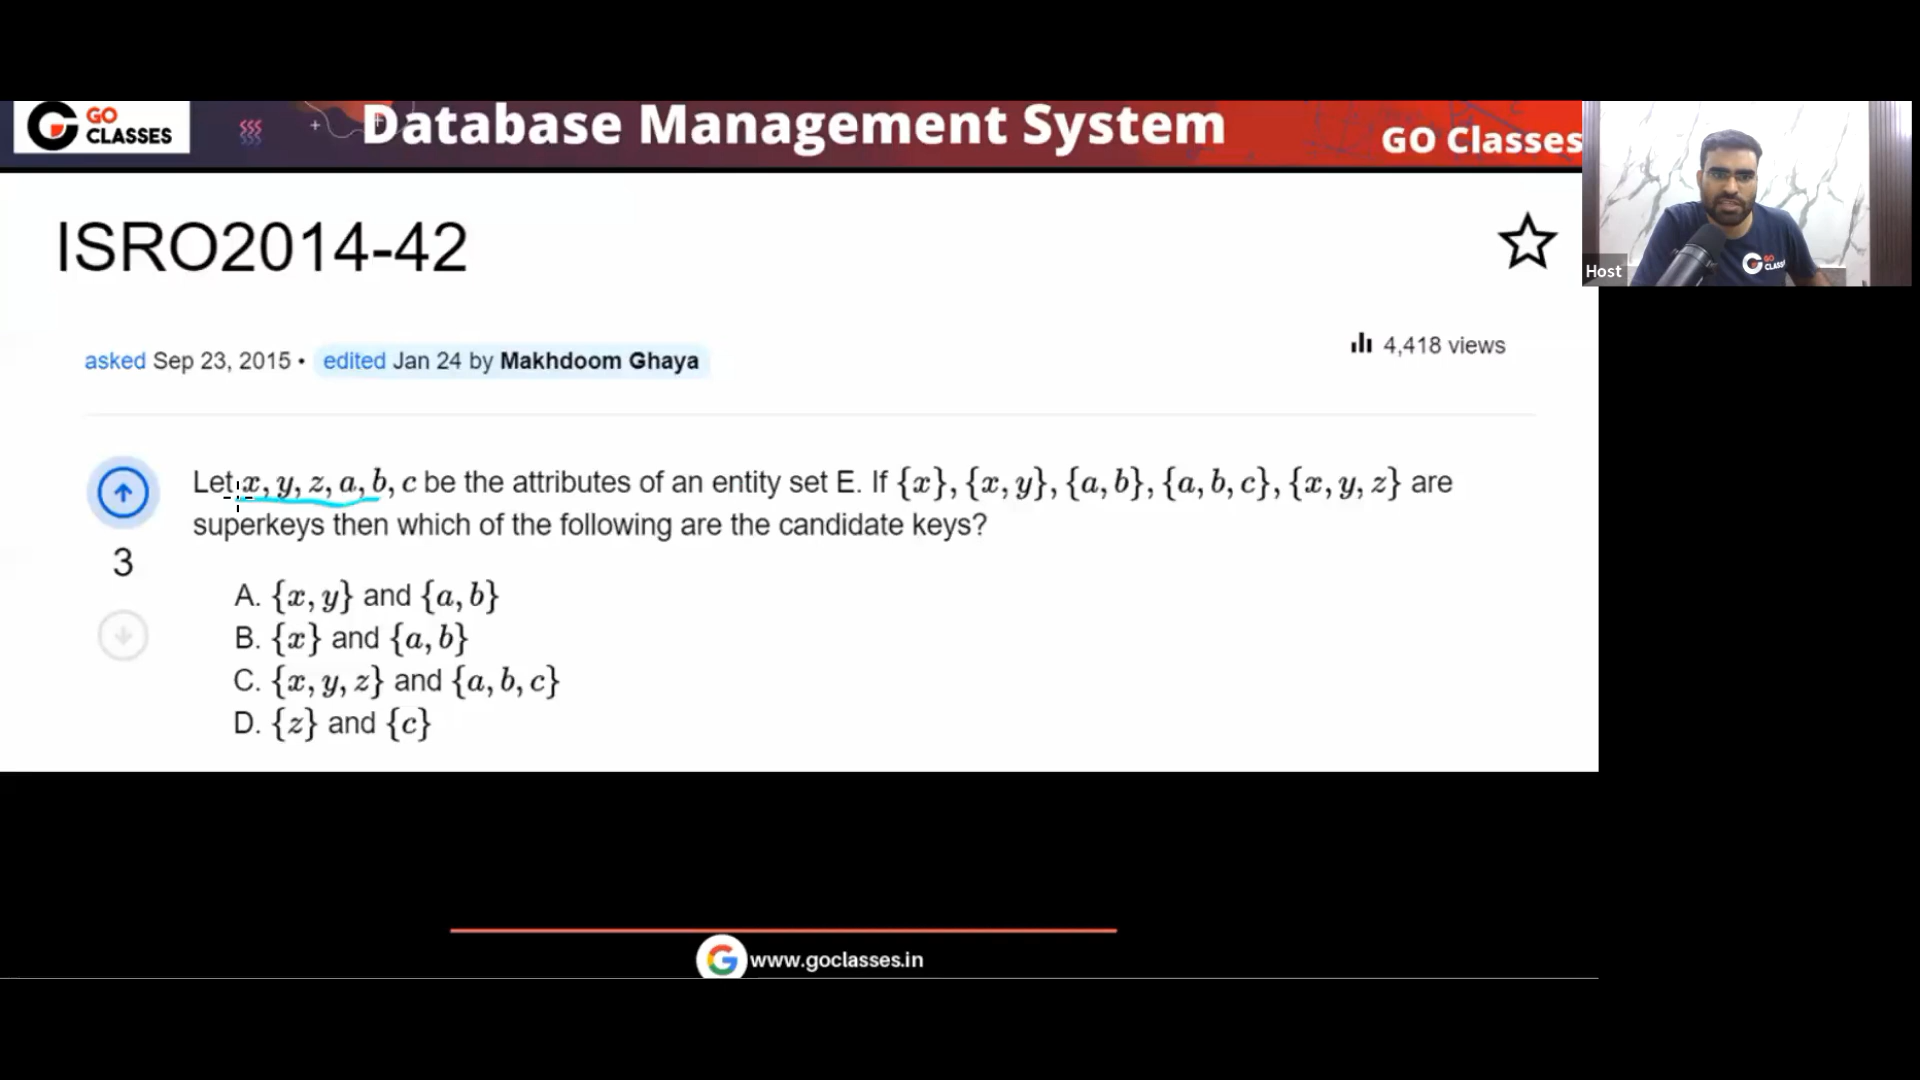 GO
CLASSES
Database Management System
GO Classes
ISRO2014-42
Host
asked Sep 23, 2015 • edited Jan 24 by Makhdoom Ghaya
4,418 views
Let x, y, z, a, b, c be the attributes of an entity set E. If {x}, {x, y}, {a, b}, {a, b, c}, {x, y, z} are
superkeys then which of the following are the candidate keys?
3
A. {x, y} and {a, b}
B. {x} and {a, b}
C. {x, y, z} and {a, b, c}
D. {z} and {c}
www.goclasses.in